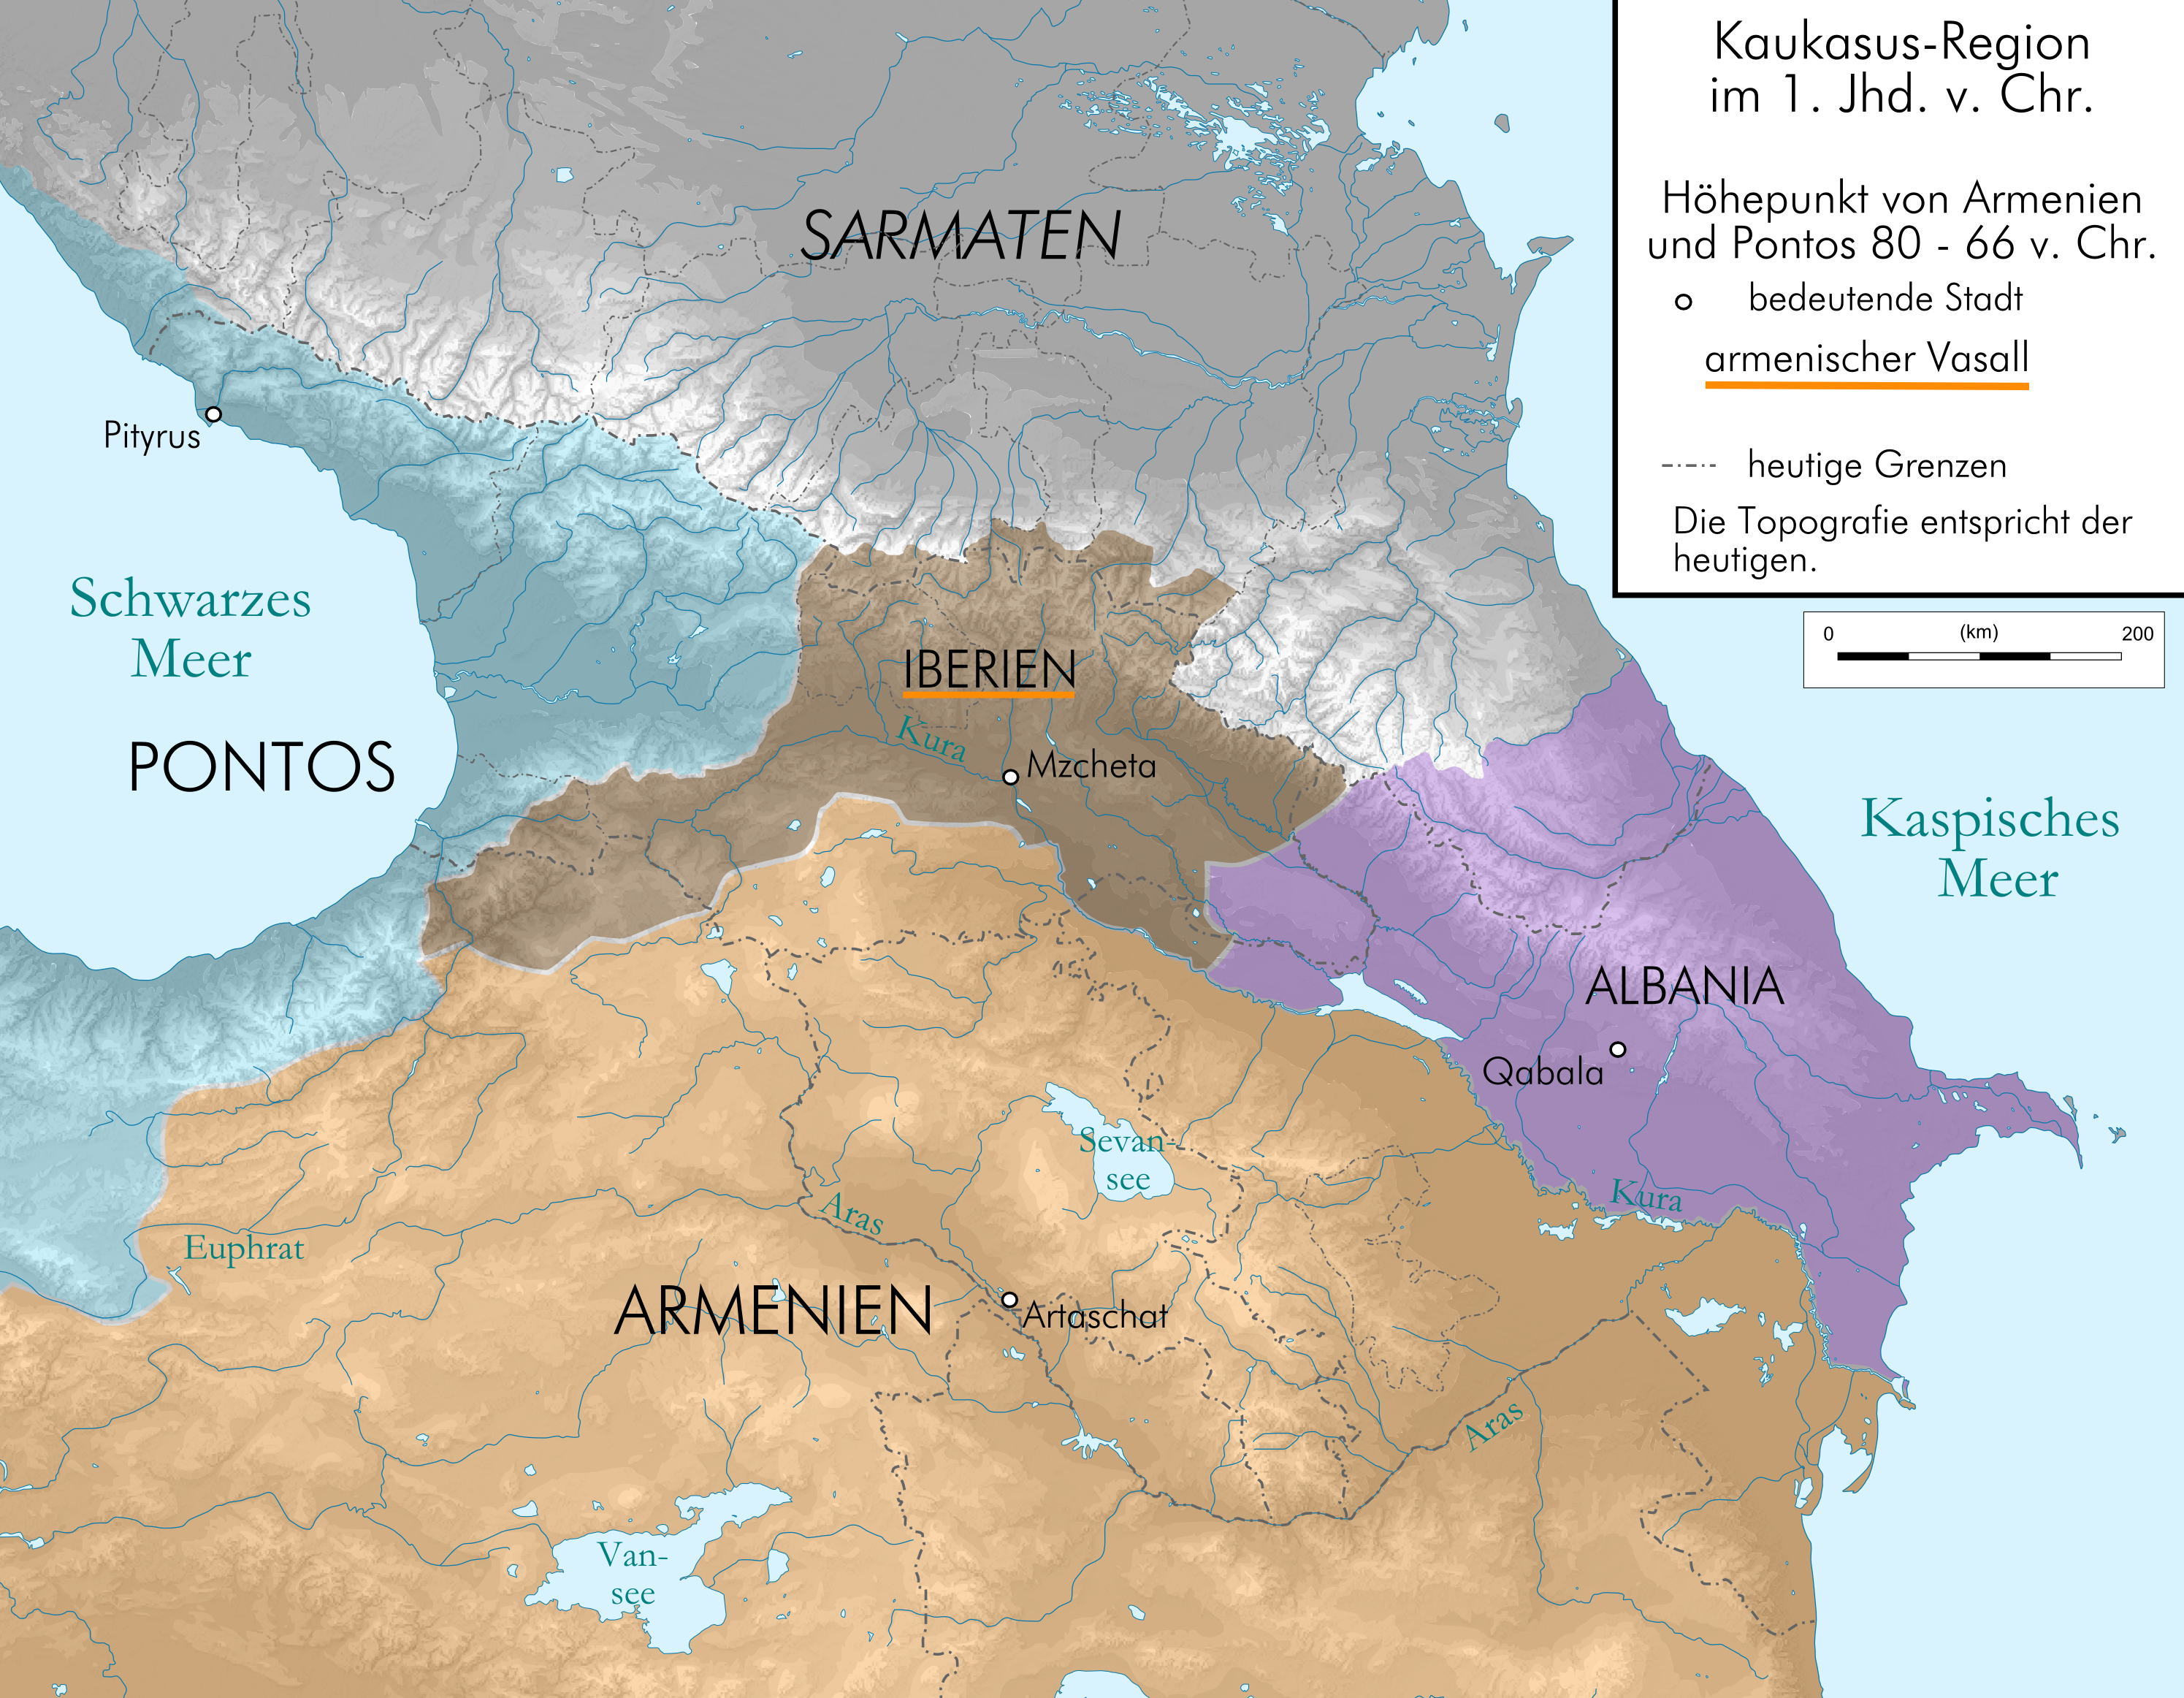 Kaukasus-Region
im 1. Jhd. v. Chr.
Höhepunkt von Armenien
und Pontos 80 - 66 v. Chr.
bedeutende Stadt
armenischer Vasall
heutige Grenzen
Die Topografie entspricht der
heutigen.
0 (km) 200
SARMATEN
Pityrus
Schwarzes
Meer
PONTOS
IBERIEN
Kura
Mzcheta
Kaspisches
Meer
ALBANIA
Qabala
Kura
Sevan-
see
Aras
Euphrat
ARMENIEN
Artaschat
Aras
Van-
see